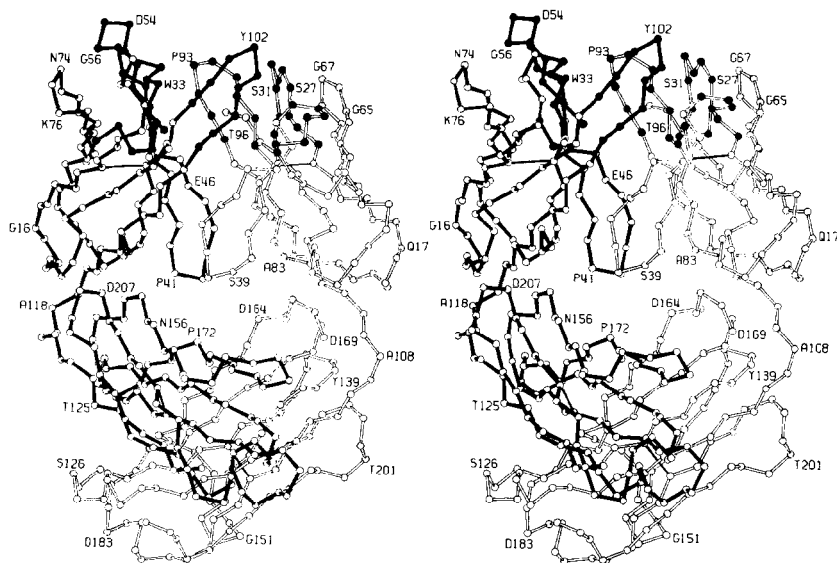 D54 Y102 D54 Y102
N74 G56 P93 G67 N74 G56 P93 G67
W33 S31 S27 W33 S31 S27
K76 G65 K76 G65
T96 T96
E46 E46
G16 G16
Q17 Q17
A83 A83
P41 S39 P41 S39
D207 D207
A118 N156 D164 A118 N156 D164
P172 D169 P172 D169
A108 A108
Y139 Y139
T125 T125
S126 T201 S126 T201
D183 G151 D183 G151